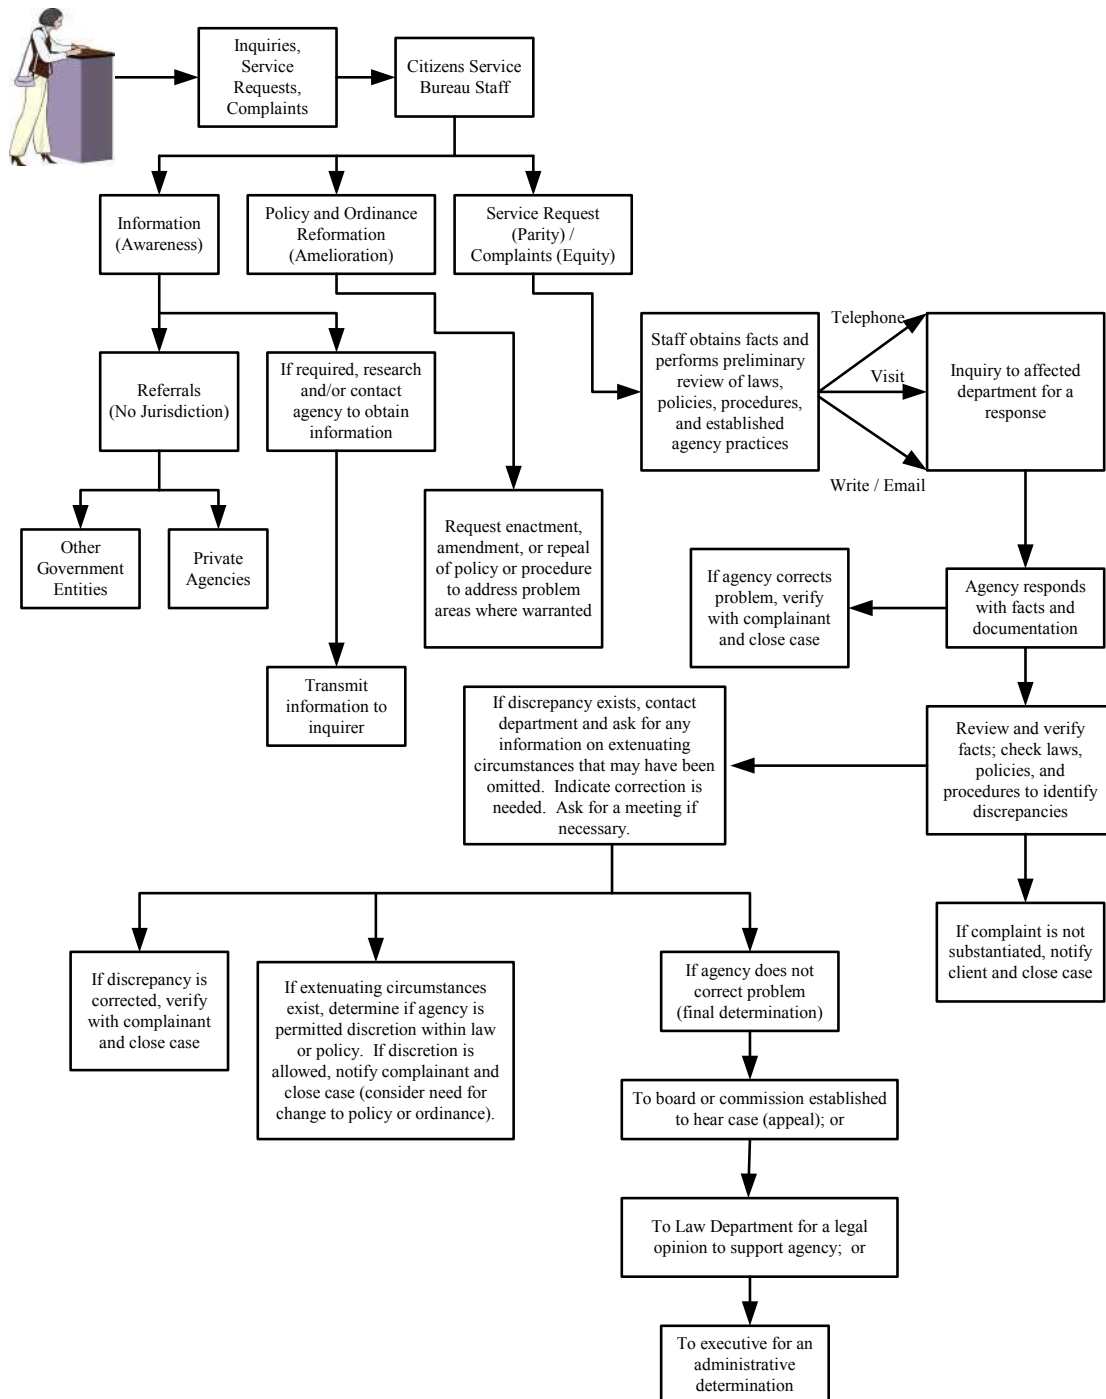 Inquiries,
Service
Requests,
Complaints
Citizens Service
Bureau Staff
Information
(Awareness)
Policy and Ordinance
Reformation
(Amelioration)
Service Request
(Parity) /
Complaints (Equity)
Referrals
(No Jurisdiction)
If required, research
and/or contact
agency to obtain
information
Staff obtains facts and
performs preliminary
review of laws,
policies, procedures,
and established
agency practices
Telephone
Visit
Write / Email
Inquiry to affected
department for a
response
Other
Government
Entities
Private
Agencies
Request enactment,
amendment, or repeal
of policy or procedure
to address problem
areas where warranted
If agency corrects
problem, verify
with complainant
and close case
Agency responds
with facts and
documentation
Transmit
information to
inquirer
If discrepancy exists, contact
department and ask for any
information on extenuating
circumstances that may have been
omitted. Indicate correction is
needed. Ask for a meeting if
necessary.
Review and verify
facts; check laws,
policies, and
procedures to identify
discrepancies
If complaint is not
substantiated, notify
client and close case
If discrepancy is
corrected, verify
with complainant
and close case
If extenuating circumstances
exist, determine if agency is
permitted discretion within law
or policy. If discretion is
allowed, notify complainant and
close case (consider need for
change to policy or ordinance).
If agency does not
correct problem
(final determination)
To board or commission established
to hear case (appeal); or
To Law Department for a legal
opinion to support agency; or
To executive for an
administrative
determination